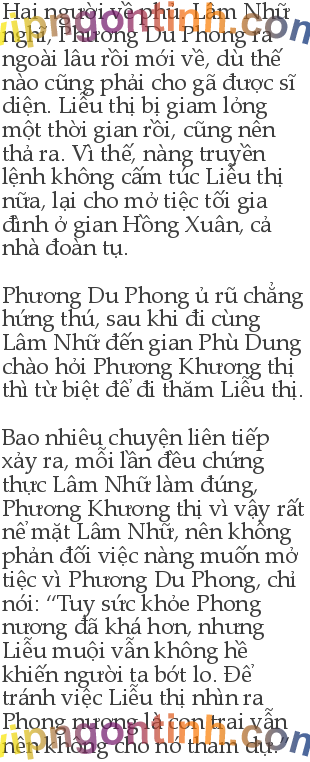 Hai người về phủ, Lâm Nhữ
nghĩ, Phương Du Phong ra
ngoài lâu rồi mới về, dù thế
nào cũng phải cho gã được sĩ
diện. Liễu thị bị giam lỏng
một thời gian rồi, cũng nên
thả ra. Vì thế, nàng truyền
lệnh không cấm túc Liễu thị
nữa, lại cho mở tiệc tối gia
đình ở gian Hồng Xuân, cả
nhà đoàn tụ.
Phương Du Phong ủ rũ chẳng
hứng thú, sau khi đi cùng
Lâm Nhữ đến gian Phù Dung
chào hỏi Phương Khương thị
thì từ biệt để đi thăm Liễu thị.
Bao nhiêu chuyện liên tiếp
xảy ra, mỗi lần đều chứng
thực Lâm Nhữ làm đúng,
Phương Khương thị vì vậy rất
nể mặt Lâm Nhữ, nên không
phản đối việc nàng muốn mở
tiệc vì Phương Du Phong, chỉ
nói: “Tuy sức khỏe Phong
nương đã khá hơn, nhưng
Liễu muội vẫn không hề
khiến người ta bớt lo. Để
tránh việc Liễu thị nhìn ra
Phong nương là con trai vẫn
nên không cho nó tham dự.”
vipngontinh.com
vipngontinh.com